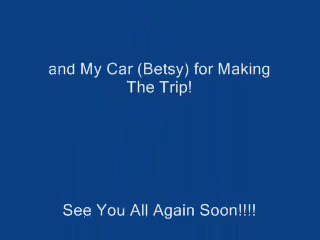 and My Car (Betsy) for Making
The Trip!
See You All Again Soon!!!!